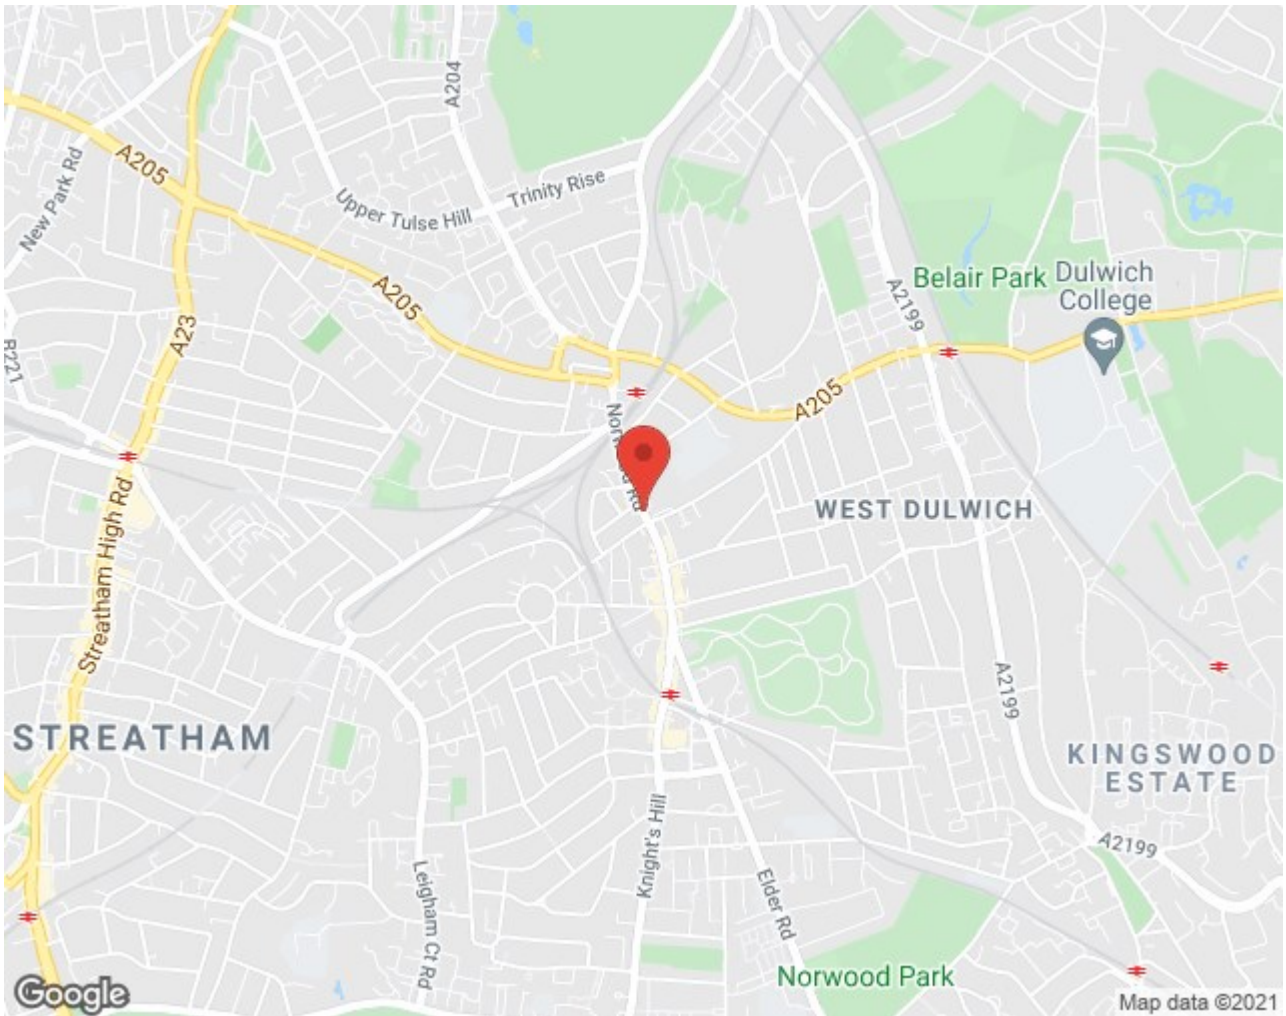 A204
A205
New Park Rd
Upper Tulse Hill
Trinity Rise
Belair Park
Dulwich
College
A2199
A205
A23
R221
A205
Streatham High Rd
WEST DULWICH
STREATHAM
A2199
KINGSWOOD
ESTATE
A2199
Knight's Hill
Leigham Ct Rd
Elder Rd
Norwood Park
Google
Map data ©2021